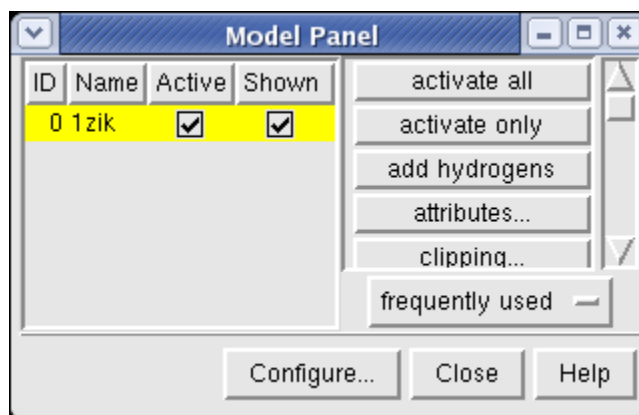 Model Panel
ID Name Active Shown
0 1zik
activate all
activate only
add hydrogens
attributes...
clipping...
frequently used
Configure... Close Help